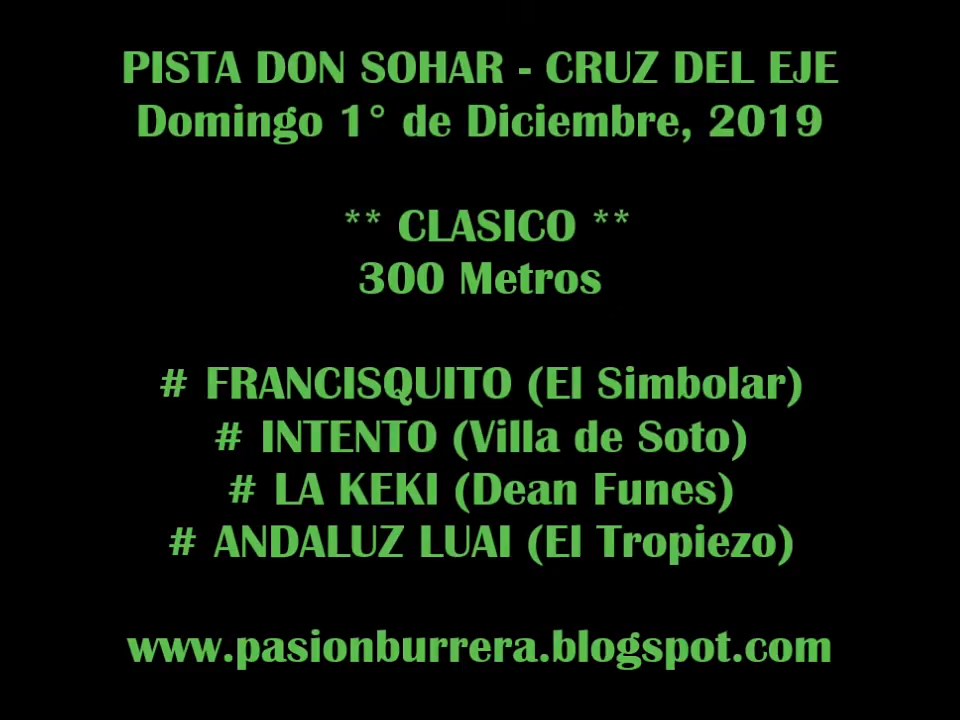 PISTA DON SOHAR - CRUZ DEL EJE
Domingo 1° de Diciembre, 2019
** CLASICO **
300 Metros
# FRANCISQUITO (El Simbolar)
# INTENTO (Villa de Soto)
# LA KEKI (Dean Funes)
# ANDALUZ LUAI (El Tropiezo)
www.pasionburrera.blogspot.com